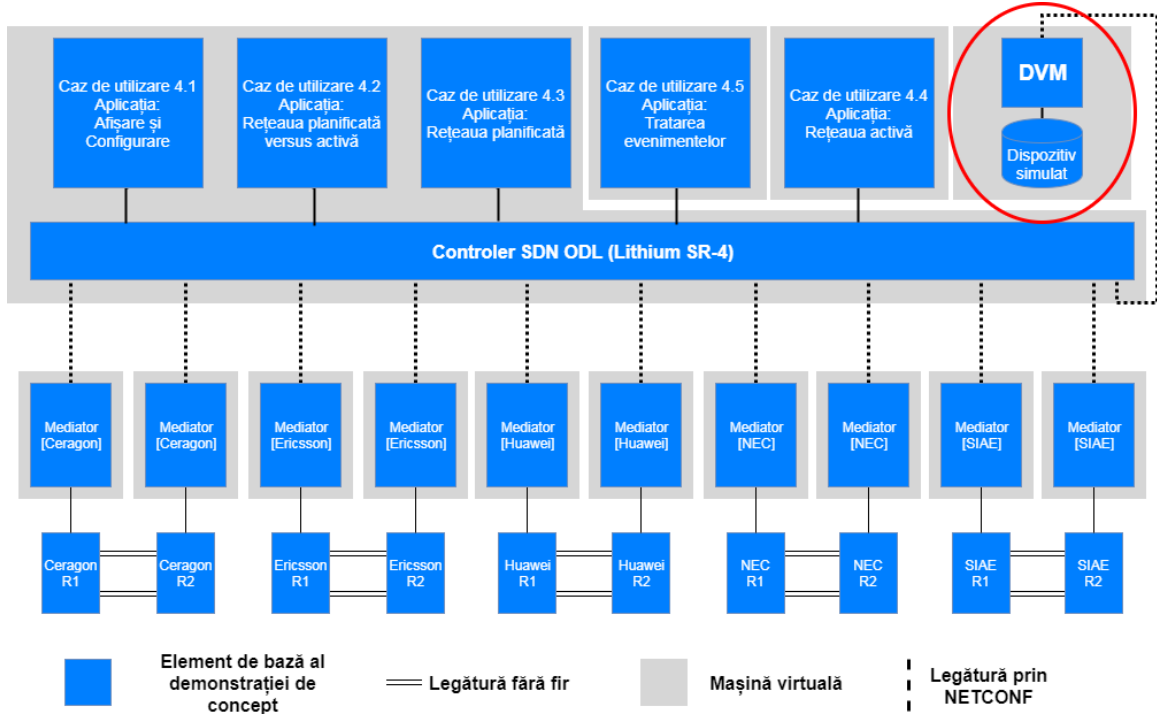 Caz de utilizare 4.1
Aplicația:
Afișare și
Configurare
Caz de utilizare 4.2
Aplicația:
Rețeaua planificată
versus activă
Caz de utilizare 4.3
Aplicația:
Rețeaua planificată
Caz de utilizare 4.5
Aplicația:
Tratarea
evenimentelor
Caz de utilizare 4.4
Aplicația:
Rețeaua activă
DVM
Dispozitiv
simulat
Controler SDN ODL (Lithium SR-4)
Mediator
[Ceragon]
Mediator
[Ceragon]
Mediator
[Ericsson]
Mediator
[Ericsson]
Mediator
[Huawei]
Mediator
[Huawei]
Mediator
[NEC]
Mediator
[NEC]
Mediator
[SIAE]
Mediator
[SIAE]
Ceragon
R1
Ceragon
R2
Ericsson
R1
Ericsson
R2
Huawei
R1
Huawei
R2
NEC
R1
NEC
R2
SIAE
R1
SIAE
R2
Element de bază al
demonstrației de
concept
Legătură fără fir
Mașină virtuală
Legătură prin
NETCONF